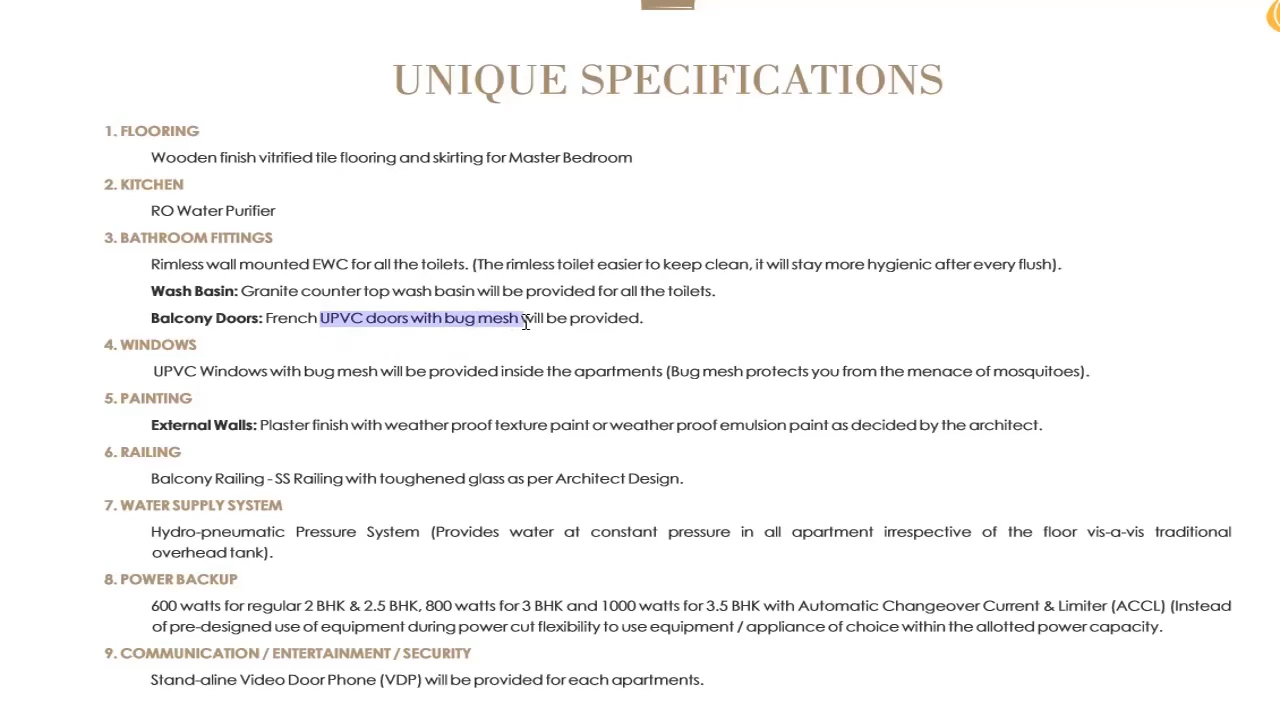 UNIQUE SPECIFICATIONS
1. FLOORING
Wooden finish vitrified tile flooring and skirting for Master Bedroom
2. KITCHEN
RO Water Purifier
3. BATHROOM FITTINGS
Rimless wall mounted EWC for all the toilets. (The rimless toilet easier to keep clean, it will stay more hygienic after every flush).
Wash Basin: Granite counter top wash basin will be provided for all the toilets.
Balcony Doors: French UPVC doors with bug mesh will be provided.
4. WINDOWS
UPVC Windows with bug mesh will be provided inside the apartments (Bug mesh protects you from the menace of mosquitoes).
5. PAINTING
External Walls: Plaster finish with weather proof texture paint or weather proof emulsion paint as decided by the architect.
6. RAILING
Balcony Railing - SS Railing with toughened glass as per Architect Design.
7. WATER SUPPLY SYSTEM
Hydro-pneumatic Pressure System (Provides water at constant pressure in all apartment irrespective of the floor vis-a-vis traditional
overhead tank).
8. POWER BACKUP
600 watts for regular 2 BHK & 2.5 BHK, 800 watts for 3 BHK and 1000 watts for 3.5 BHK with Automatic Changeover Current & Limiter (ACCL) (Instead
of pre-designed use of equipment during power cut flexibility to use equipment / appliance of choice within the allotted power capacity.
9. COMMUNICATION / ENTERTAINMENT / SECURITY
Stand-aline Video Door Phone (VDP) will be provided for each apartments.